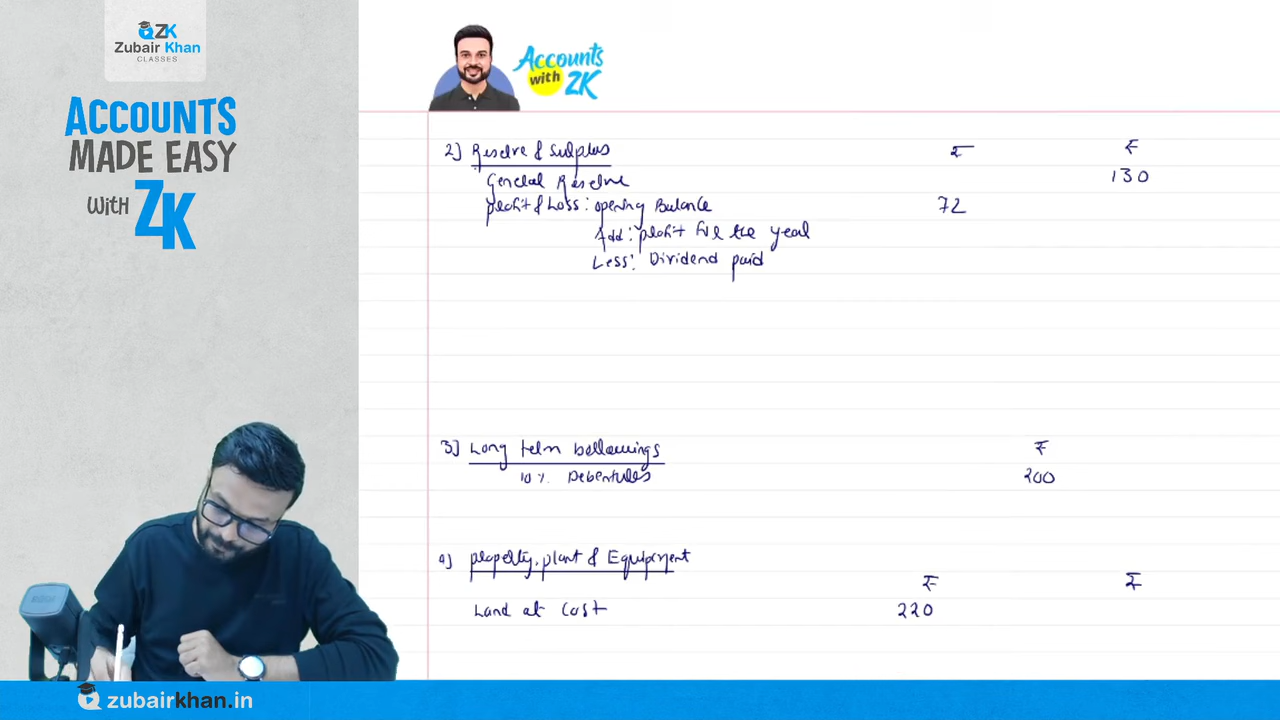 ZK
Zubair Khan
CLASSES
ACCOUNTS
MADE EASY
WITH ZK
Accounts
with
ZK
2] Reserve & Surplus ₹ ₹
General Reserve 130
Profit & Loss: opening Balance 72
Add: profit for the year
Less: Dividend paid
3] Long term borrowings ₹
10% Debentures 200
4) property, plant & Equipment
₹ ₹
Land at Cost 220
zubairkhan.in